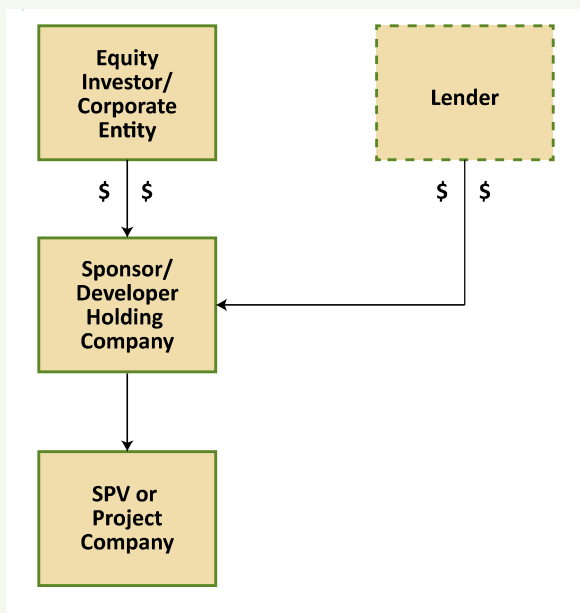 Equity
Investor/
Corporate
Entity
Lender
$ $
$ $
Sponsor/
Developer
Holding
Company
SPV or
Project
Company